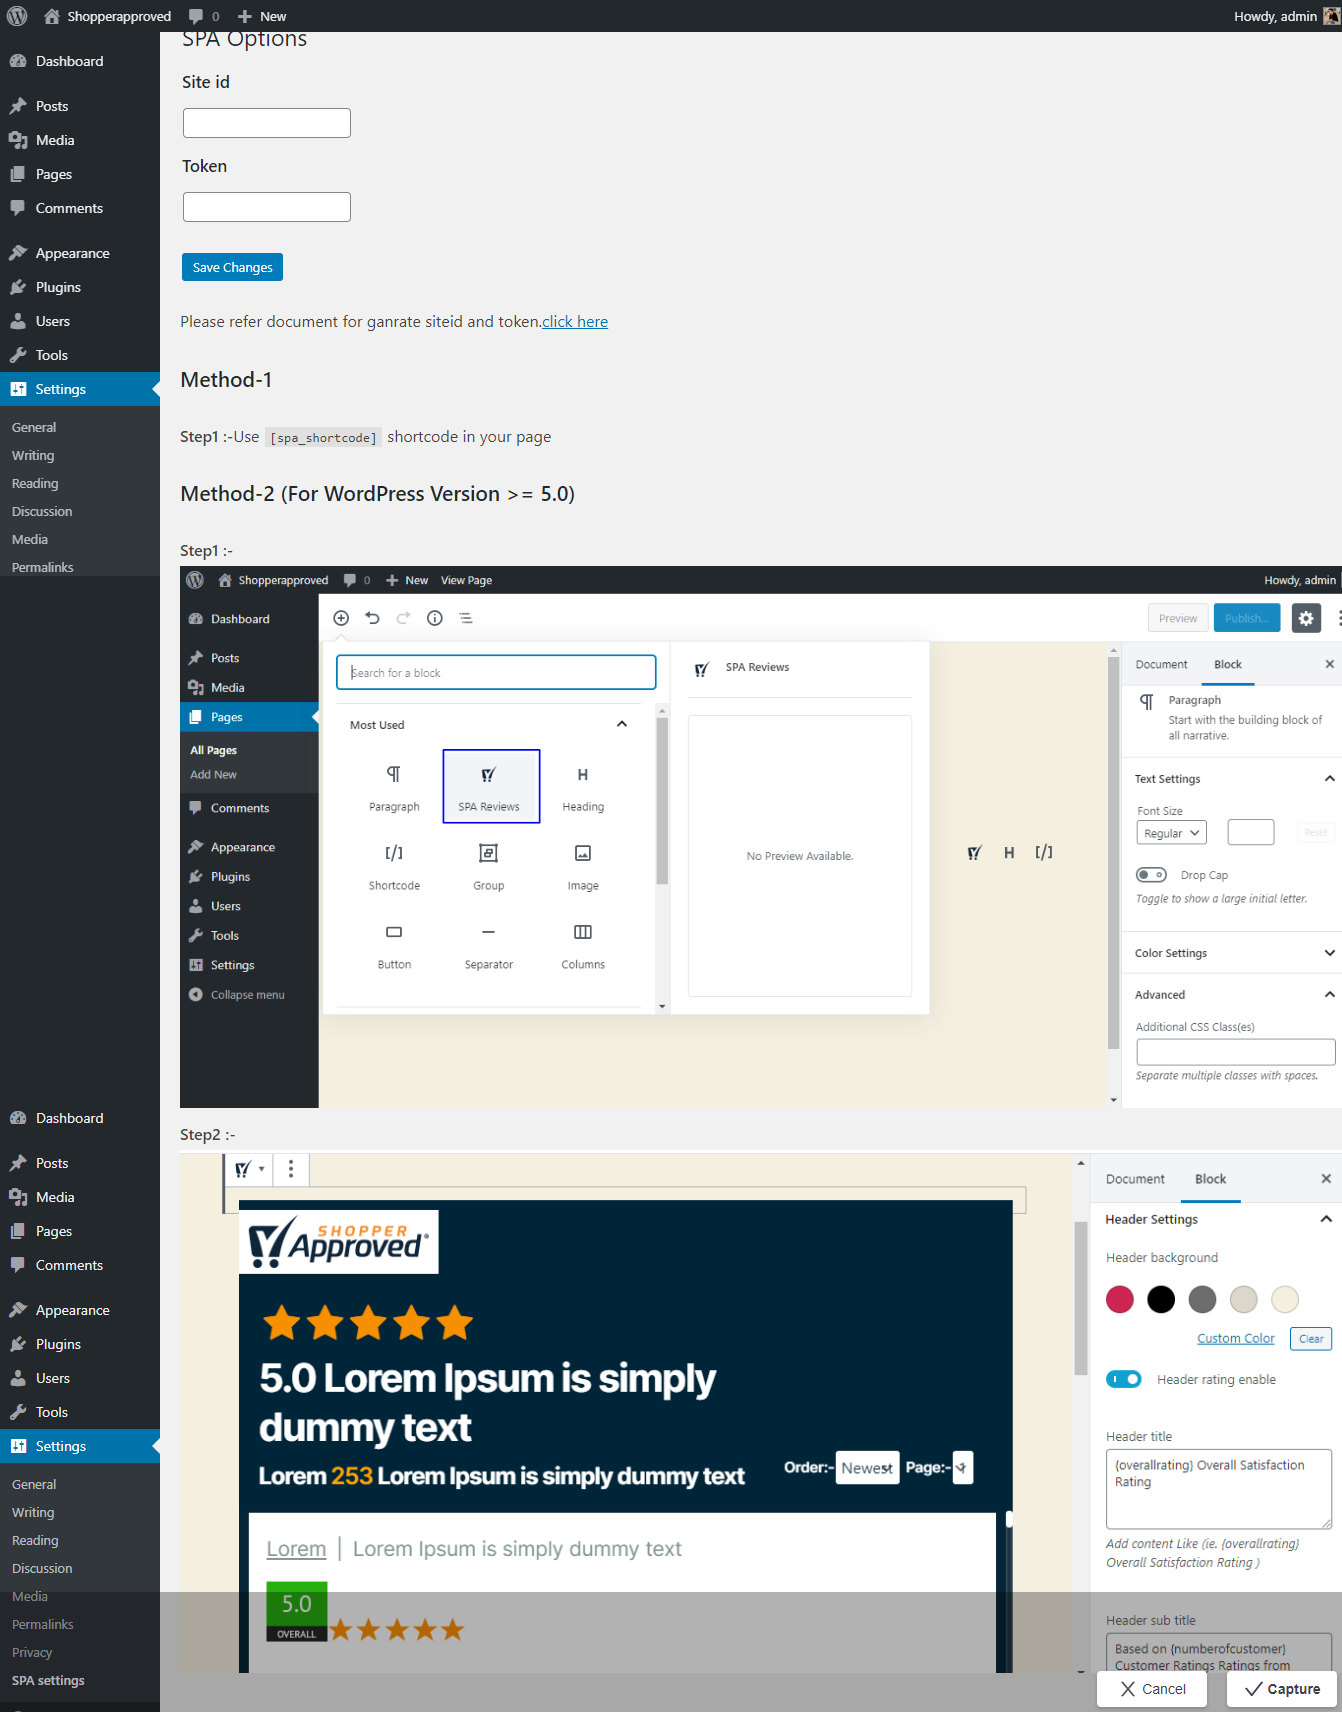 Shopperapproved 0 New Howdy, admin
SPA Options
Dashboard
Posts
Media
Pages
Comments
Appearance
Plugins
Users
Tools
Settings
General
Writing
Reading
Discussion
Media
Permalinks
Site id
Token
Save Changes
Please refer document for ganrate siteid and token.click here
Method-1
Step1 :-Use [spa_shortcode] shortcode in your page
Method-2 (For WordPress Version >= 5.0)
Step1 :-
Shopperapproved 0 New View Page Howdy, admin
Dashboard
Posts
Media
Pages
All Pages
Add New
Comments
Appearance
Plugins
Users
Tools
Settings
Collapse menu
Preview Publish...
Search for a block
Most Used
Paragraph SPA Reviews Heading
[/]
Shortcode Group Image
Button Separator Columns
SPA Reviews
No Preview Available.
H [/]
Document Block
Paragraph
Start with the building block of
all narrative.
Text Settings
Font Size
Regular Reset
Drop Cap
Toggle to show a large initial letter.
Color Settings
Advanced
Additional CSS Class(es)
Separate multiple classes with spaces.
Dashboard
Posts
Media
Pages
Comments
Appearance
Plugins
Users
Tools
Settings
General
Writing
Reading
Discussion
Media
Permalinks
Privacy
SPA settings
Step2 :-
SHOPPER
Approved®
5.0 Lorem Ipsum is simply
dummy text
Lorem 253 Lorem Ipsum is simply dummy text
Order:- Newest Page:-
Lorem | Lorem Ipsum is simply dummy text
5.0
OVERALL
Document Block
Header Settings
Header background
Custom Color Clear
Header rating enable
Header title
{overallrating} Overall Satisfaction
Rating
Add content Like (ie. {overallrating}
Overall Satisfaction Rating )
Header sub title
Based on {numberofcustomer}
Customer Ratings Ratings from
Cancel Capture